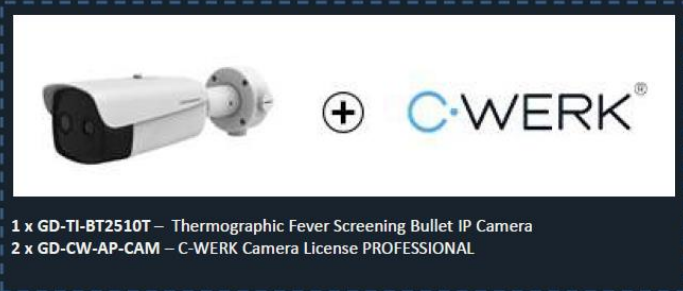 C·WERK®
1 x GD-TI-BT2510T – Thermographic Fever Screening Bullet IP Camera
2 x GD-CW-AP-CAM – C-WERK Camera License PROFESSIONAL